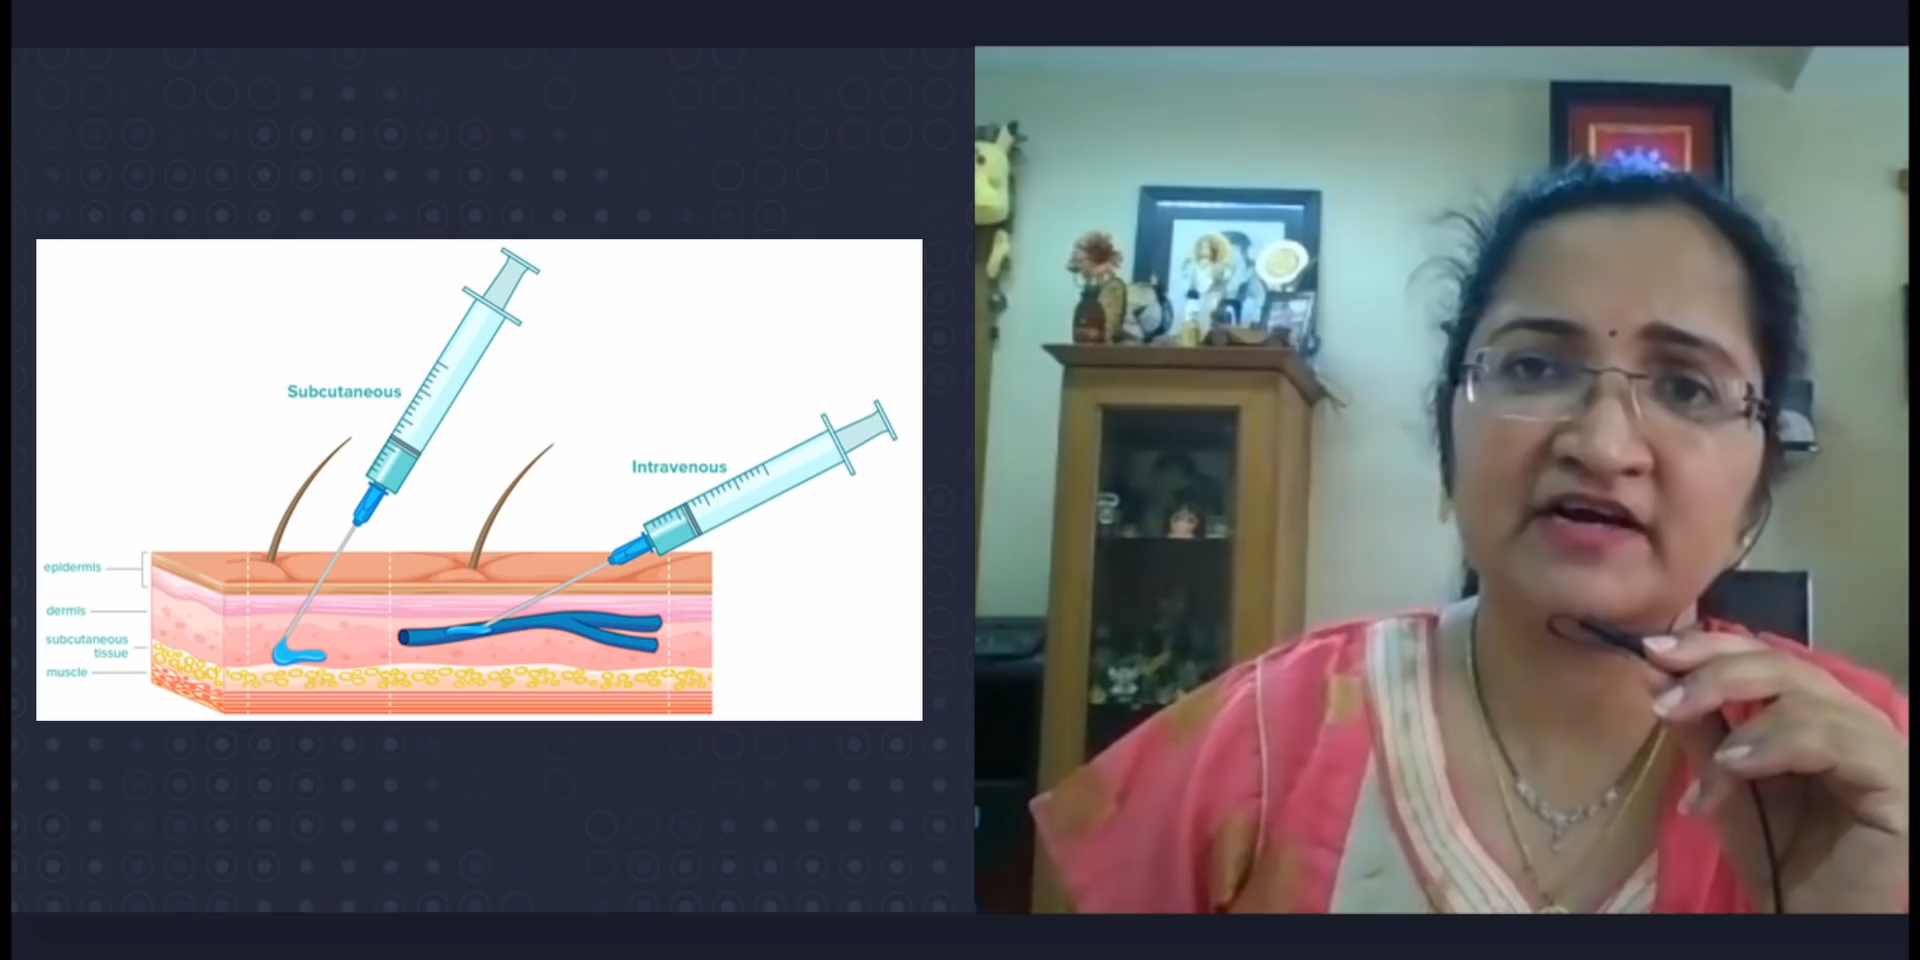 Subcutaneous
Intravenous
epidermis
dermis
subcutaneous
tissue
muscle